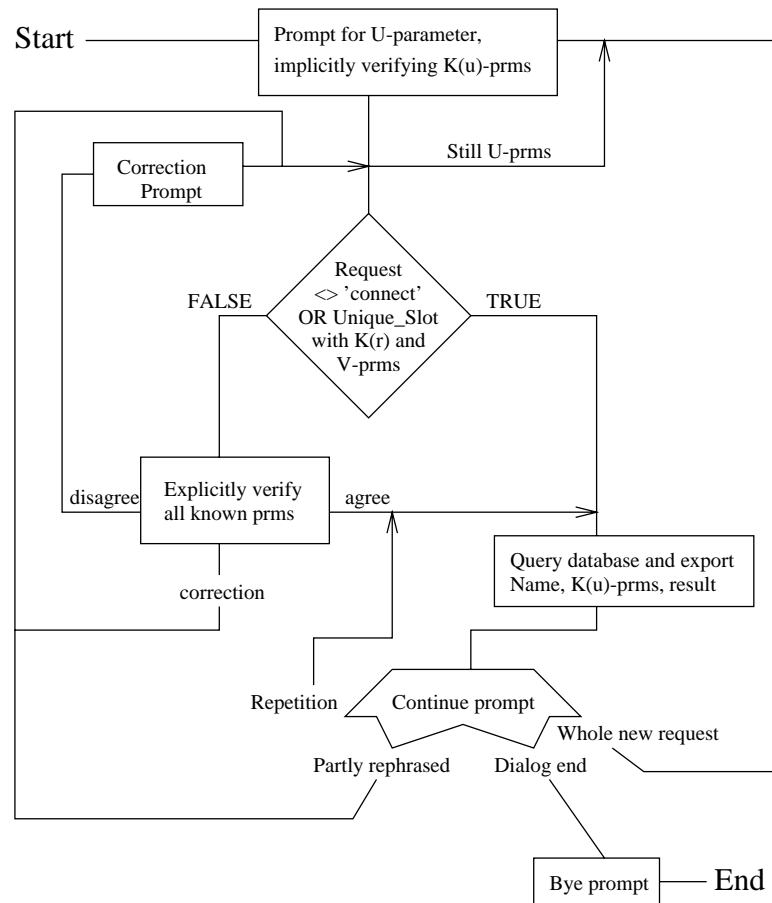 Start
Prompt for U-parameter,
implicitly verifying K(u)-prms
Still U-prms
Correction
Prompt
Request
<> 'connect'
OR Unique_Slot
with K(r) and
V-prms
FALSE
TRUE
disagree
Explicitly verify
all known prms
agree
correction
Query database and export
Name, K(u)-prms, result
Repetition
Continue prompt
Whole new request
Partly rephrased
Dialog end
Bye prompt
End